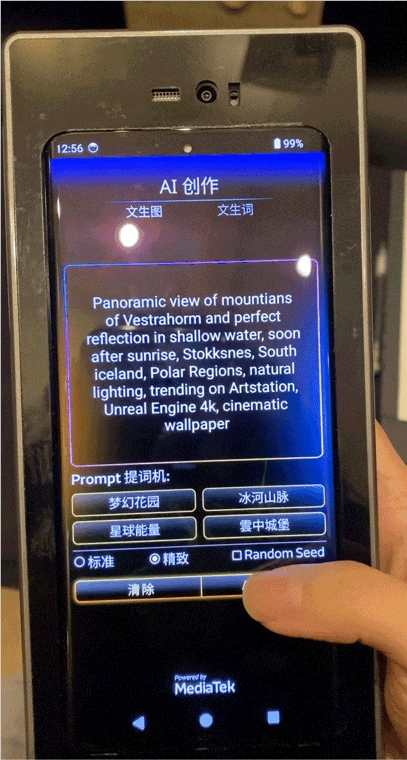 12:56
99%
AI 创作
文生图
文生词
Panoramic view of mountians
of Vestrahorm and perfect
reflection in shallow water, soon
after sunrise, Stokksnes, South
iceland, Polar Regions, natural
lighting, trending on Artstation,
Unreal Engine 4k, cinematic
wallpaper
Prompt 提词机:
梦幻花园
冰河山脉
星球能量
雲中城堡
标准
精致
Random Seed
清除
Powered by
MediaTek